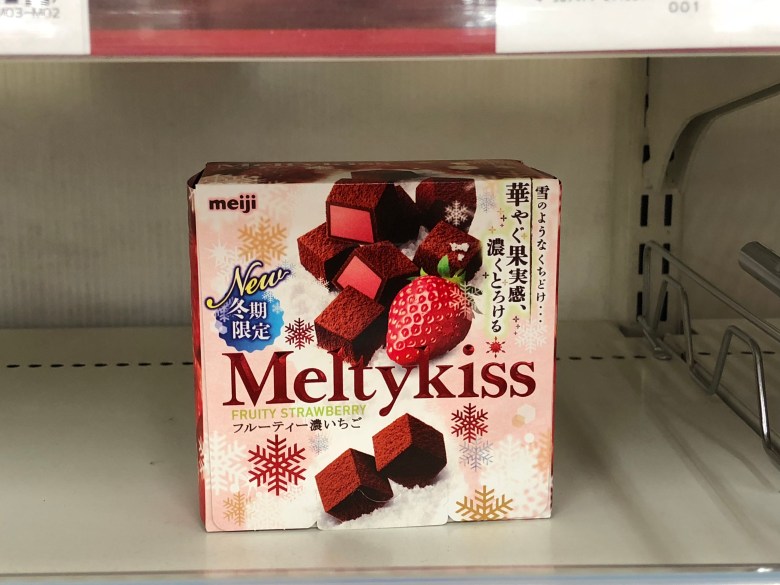 001
meiji
雪のようなくちどけ…
華やぐ果実感、
濃くとろける
New
冬期
限定
Meltykiss
FRUITY STRAWBERRY
フルーティー濃いちご